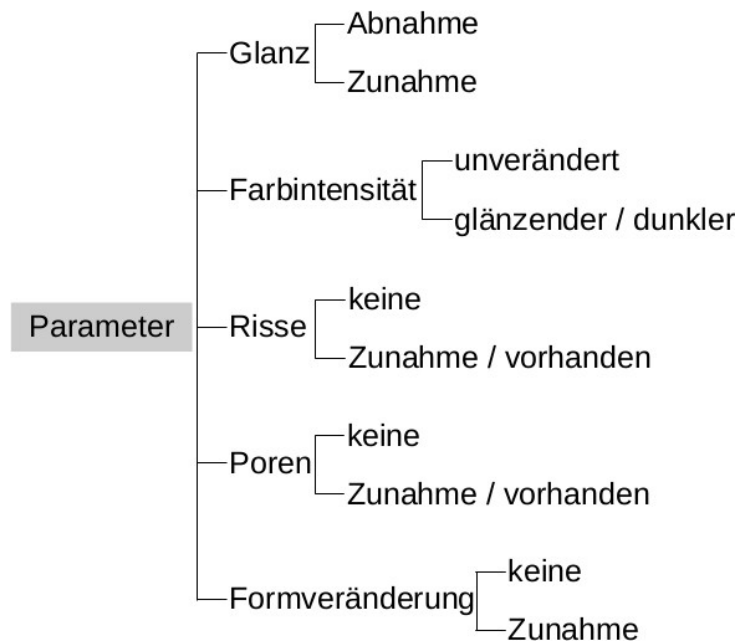 Parameter
Glanz
Abnahme
Zunahme
Farbintensität
unverändert
glänzender / dunkler
Risse
keine
Zunahme / vorhanden
Poren
keine
Zunahme / vorhanden
Formveränderung
keine
Zunahme